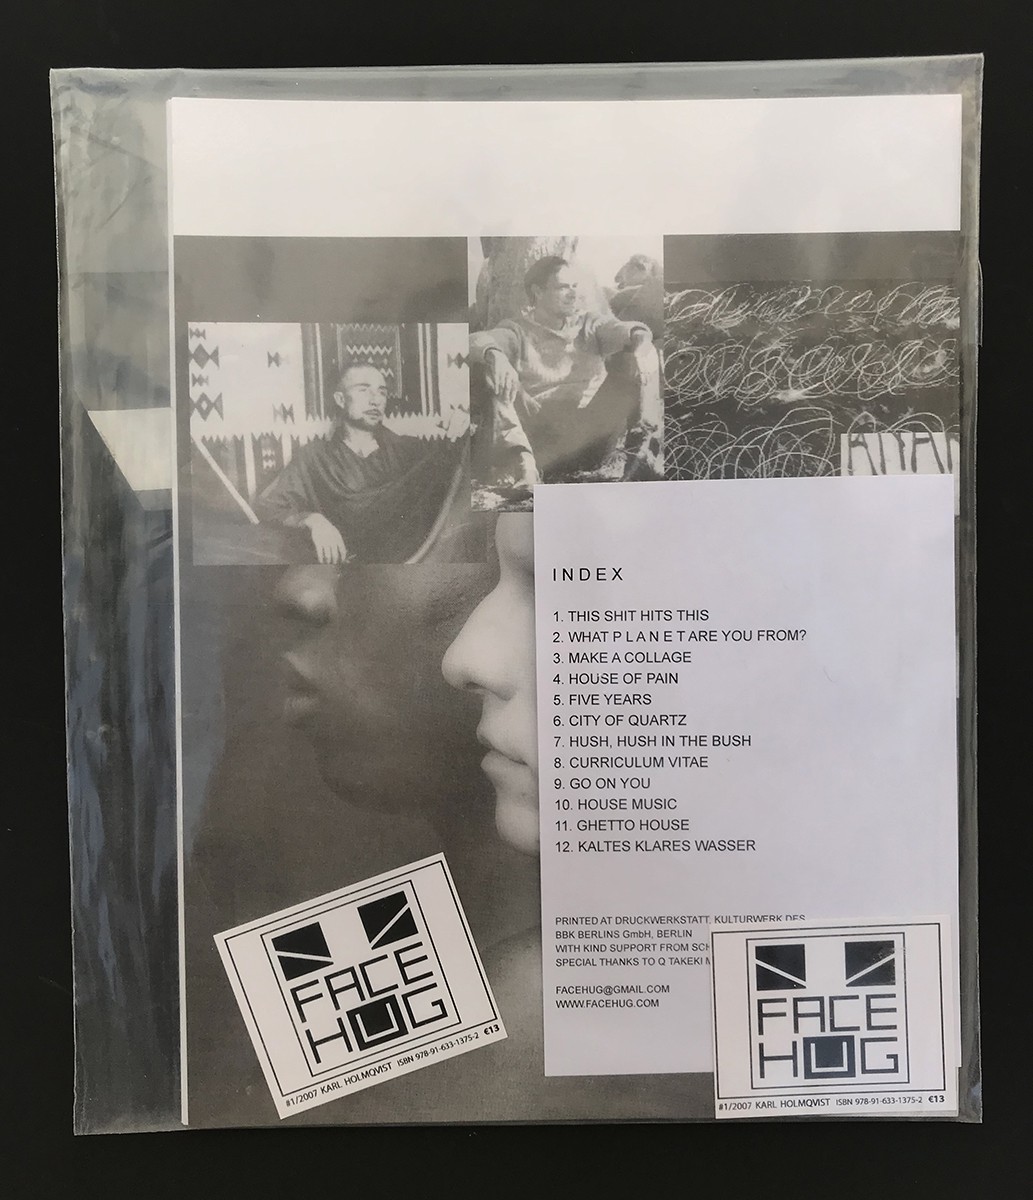 INDEX
1. THIS SHIT HITS THIS
2. WHAT P L A N E T ARE YOU FROM?
3. MAKE A COLLAGE
4. HOUSE OF PAIN
5. FIVE YEARS
6. CITY OF QUARTZ
7. HUSH, HUSH IN THE BUSH
8. CURRICULUM VITAE
9. GO ON YOU
10. HOUSE MUSIC
11. GHETTO HOUSE
12. KALTES KLARES WASSER
PRINTED AT DRUCKWERKSTATT, KULTURWERK DES
BBK BERLINS GmbH, BERLIN
WITH KIND SUPPORT FROM
SPECIAL THANKS TO Q TAKEKI
FACEHUG@GMAIL.COM
WWW.FACEHUG.COM
FACE
HUG
#1/2007 KARL HOLMQVIST ISBN 978-91-633-1375-2 €13
FACE
HUG
#1/2007 KARL HOLMQVIST ISBN 978-91-633-1375-2 €13